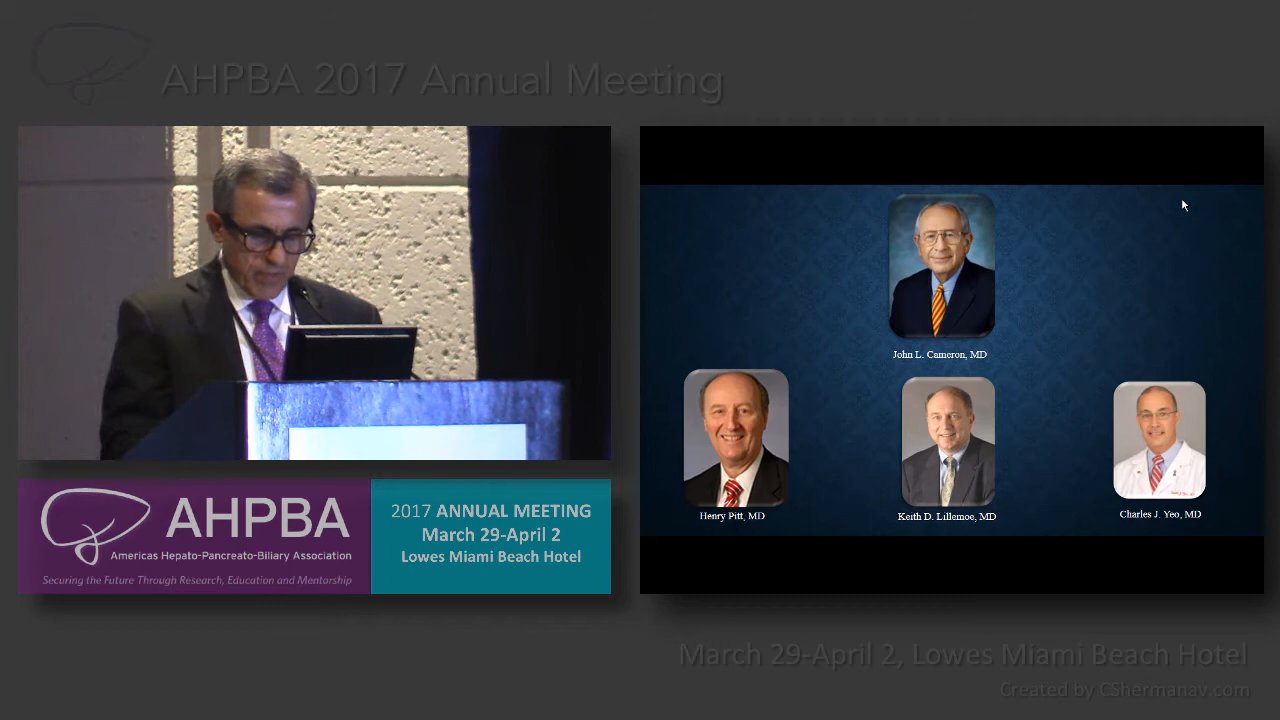 AHPBA 2017 Annual Meeting
John L. Cameron, MD
Henry Pitt, MD
Keith D. Lillemoe, MD
Charles J. Yeo, MD
AHPBA
Americas Hepato-Pancreato-Biliary Association
Securing the Future Through Research, Education and Mentorship
2017 ANNUAL MEETING
March 29-April 2
Lowes Miami Beach Hotel
March 29-April 2, Lowes Miami Beach Hotel
Created by CShermanav.com